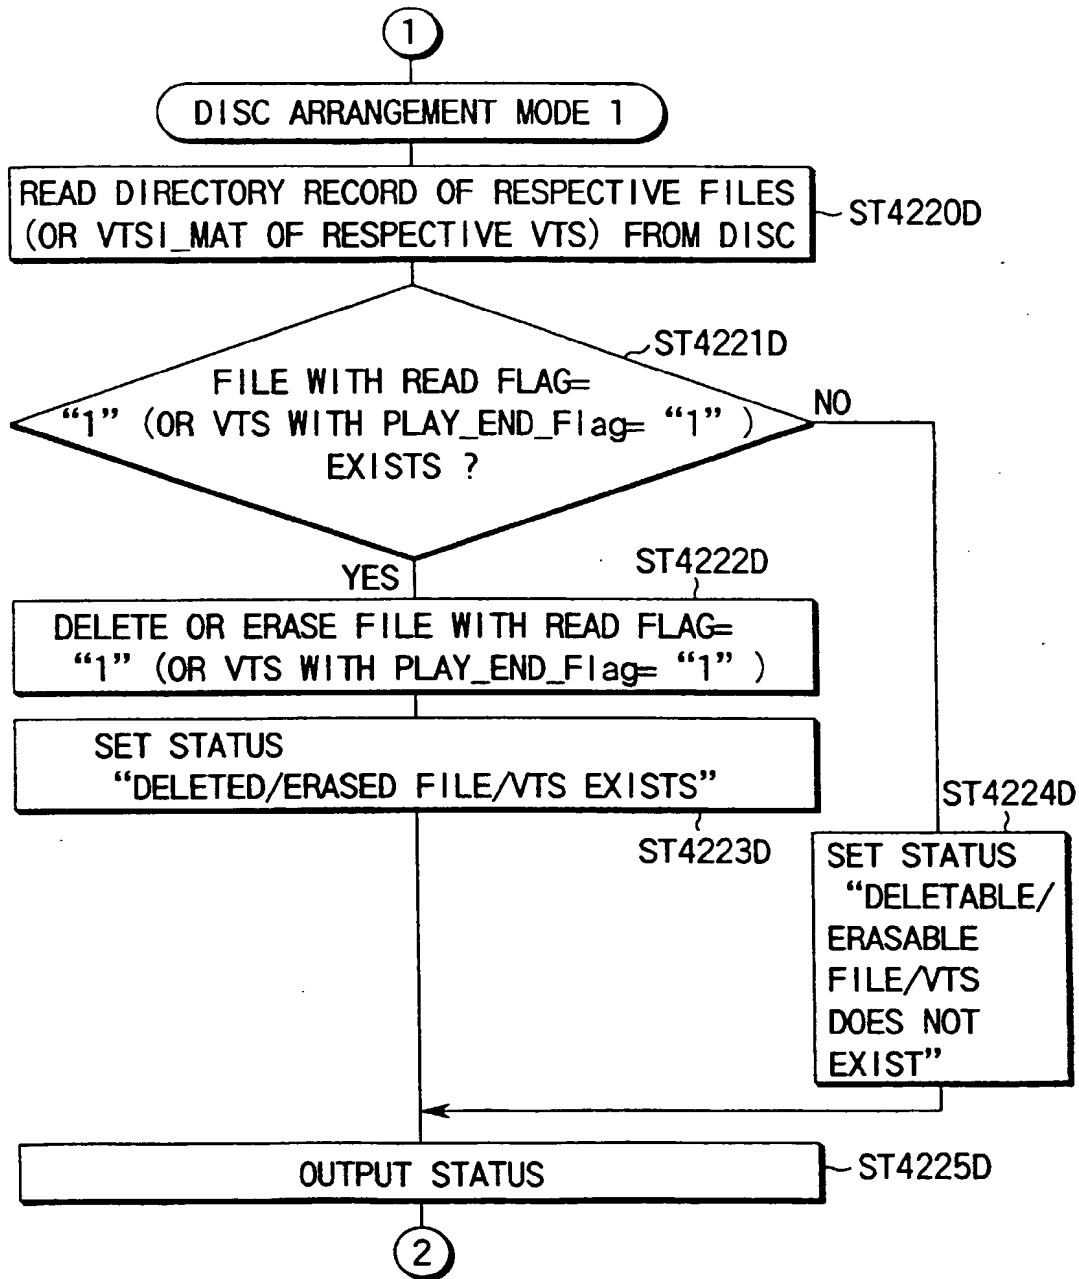 1
DISC ARRANGEMENT MODE 1
READ DIRECTORY RECORD OF RESPECTIVE FILES
(OR VTSI_MAT OF RESPECTIVE VTS) FROM DISC
ST4220D
ST4221D
FILE WITH READ FLAG=
“1” (OR VTS WITH PLAY_END_Flag= “1” )
EXISTS ?
NO
YES
ST4222D
DELETE OR ERASE FILE WITH READ FLAG=
“1” (OR VTS WITH PLAY_END_Flag= “1” )
SET STATUS
“DELETED/ERASED FILE/VTS EXISTS”
ST4223D
ST4224D
SET STATUS
“DELETABLE/
ERASABLE
FILE/VTS
DOES NOT
EXIST”
OUTPUT STATUS
ST4225D
2